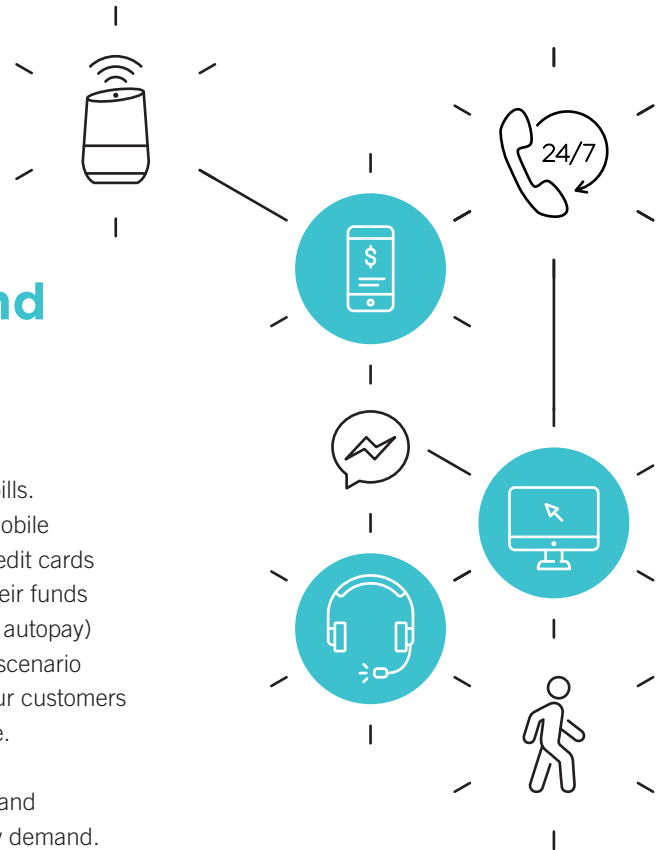 24/7
$
nd
ills.
obile
edit cards
eir funds
autopay)
scenario
ur customers
e.
and
demand.